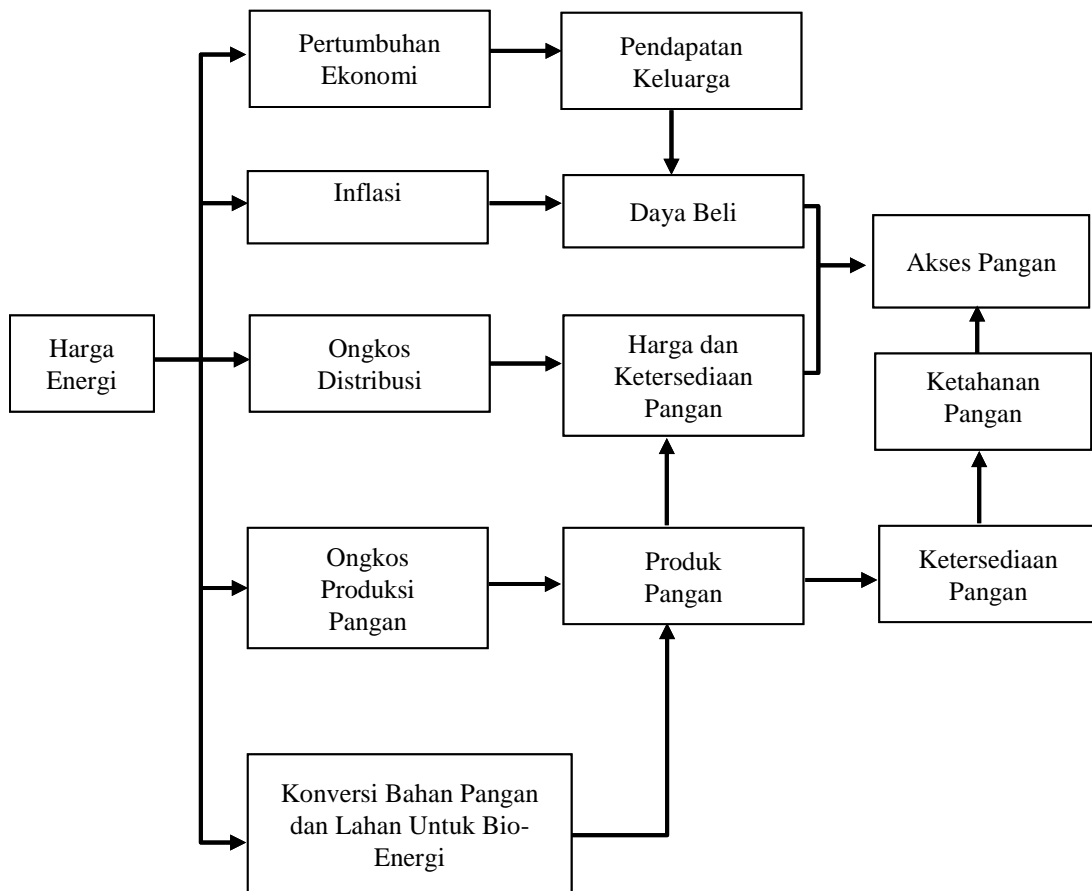 Pertumbuhan
Ekonomi
Pendapatan
Keluarga
Inflasi
Daya Beli
Akses Pangan
Harga
Energi
Ongkos
Distribusi
Harga dan
Ketersediaan
Pangan
Ketahanan
Pangan
Ongkos
Produksi
Pangan
Produk
Pangan
Ketersediaan
Pangan
Konversi Bahan Pangan
dan Lahan Untuk Bio-
Energi